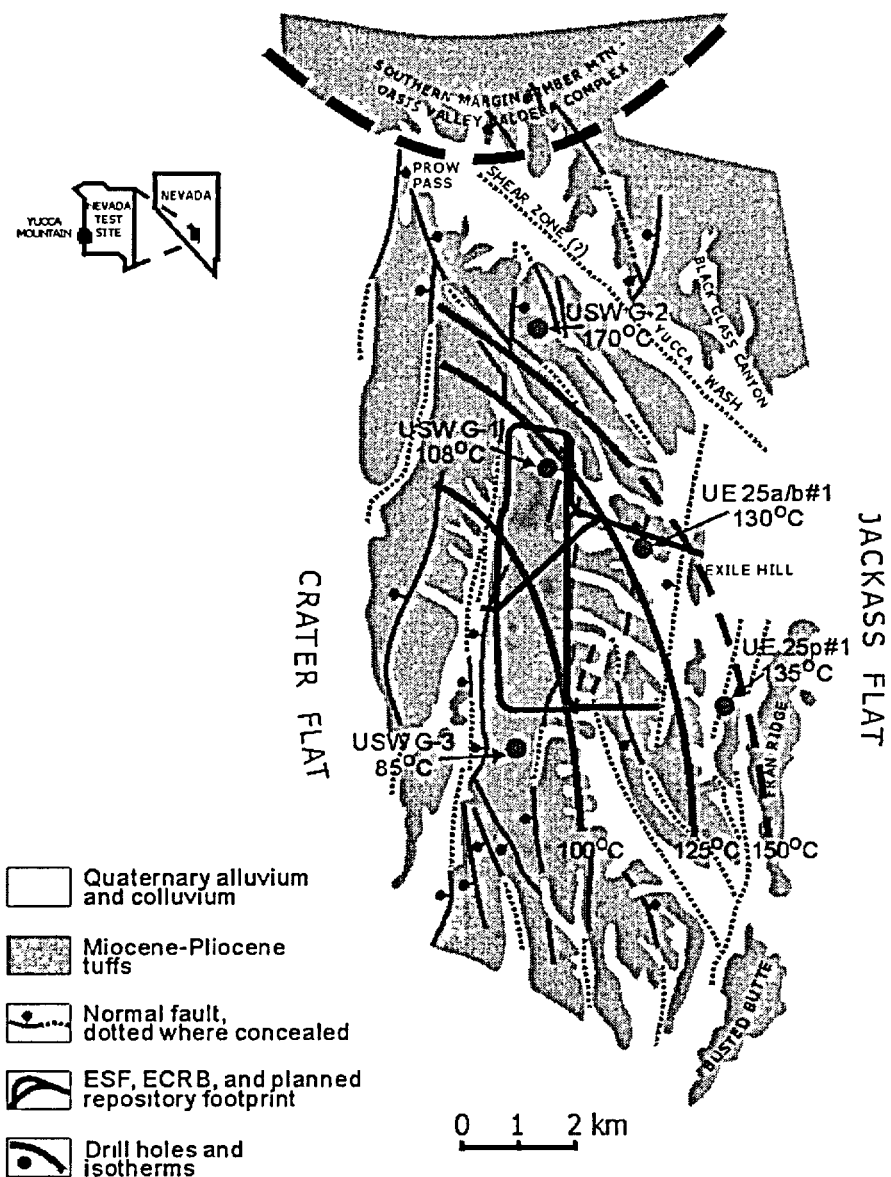 SOUTHERN MARGIN TIMBER MTN -
OASIS VALLEY CALDERA COMPLEX
PROW
PASS
SHEAR ZONE (?)
NEVADA
TEST
SITE
NEVADA
YUCCA
MOUNTAIN
BLACK GLASS CANYON
USW G-2
170°C
YUCCA WASH
USW G-1
108°C
UE 25a/b#1
130°C
EXILE HILL
JACKASS FLAT
CRATER FLAT
UE 25p#1
135°C
FRAN RIDGE
USW G-3
85°C
100°C
125°C
150°C
BUSTED BUTTE
Quaternary alluvium
and colluvium
Miocene-Pliocene
tuffs
Normal fault,
dotted where concealed
ESF, ECRB, and planned
repository footprint
Drill holes and
isotherms
0 1 2 km